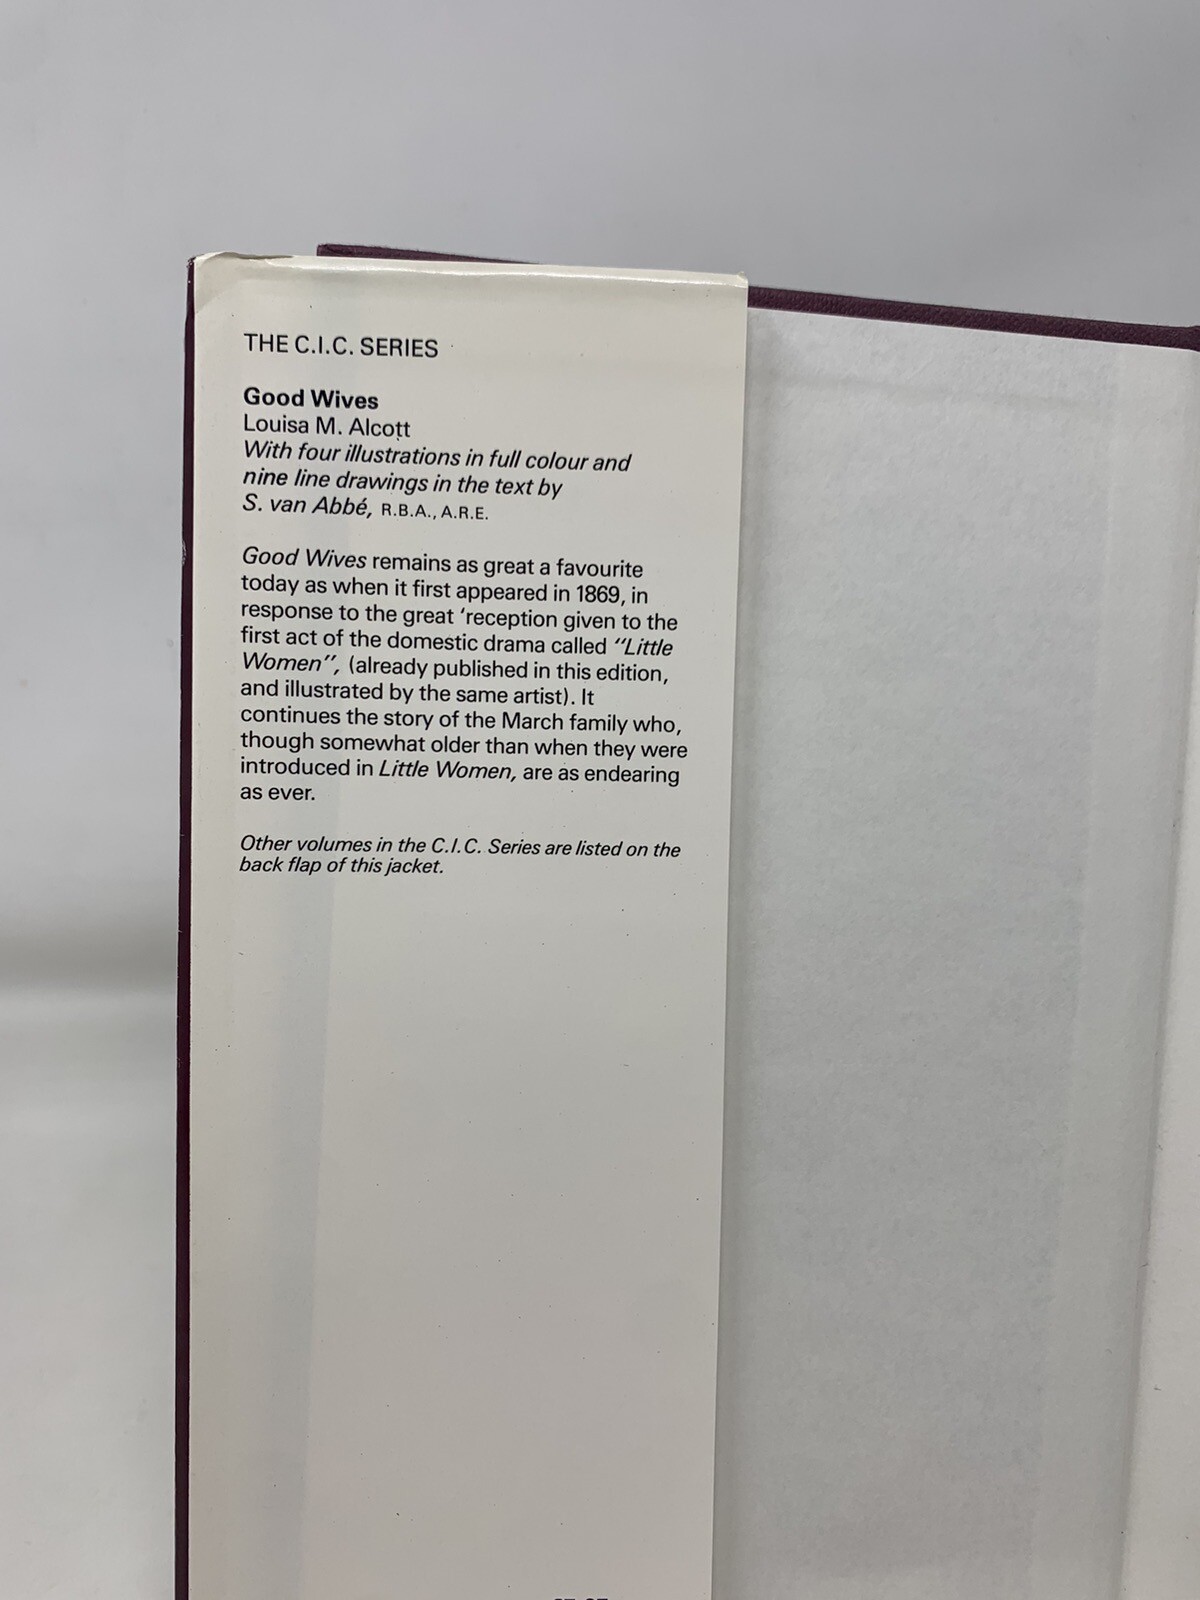 THE C.I.C. SERIES
Good Wives
Louisa M. Alcott
With four illustrations in full colour and
nine line drawings in the text by
S. van Abbé, R.B.A., A.R.E.
Good Wives remains as great a favourite
today as when it first appeared in 1869, in
response to the great 'reception given to the
first act of the domestic drama called "Little
Women", (already published in this edition,
and illustrated by the same artist). It
continues the story of the March family who,
though somewhat older than when they were
introduced in Little Women, are as endearing
as ever.
Other volumes in the C.I.C. Series are listed on the
back flap of this jacket.